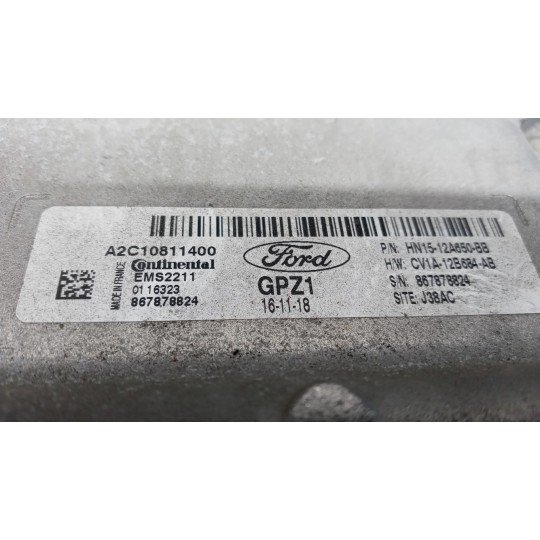 A2C10811400
Continental
EMS2211
01 16323
867878824
MADE IN FRANCE
Ford
GPZ1
16-11-18
P/N: HN15-12A650-BB
H/W: CV1A-12B684-AB
S/N: 867878824
SITE: J38AC